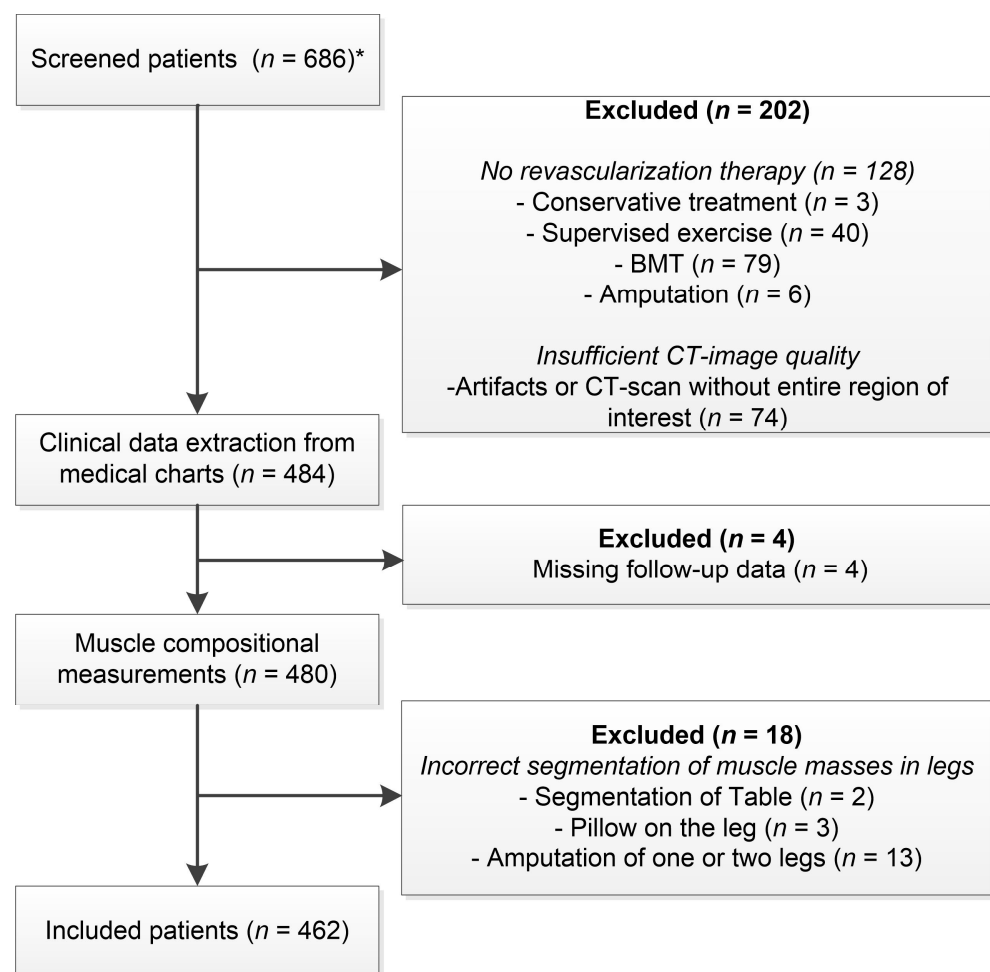 Screened patients (n = 686)*
Excluded (n = 202)
No revascularization therapy (n = 128)
- Conservative treatment (n = 3)
- Supervised exercise (n = 40)
- BMT (n = 79)
- Amputation (n = 6)
Insufficient CT-image quality
-Artifacts or CT-scan without entire region of
interest (n = 74)
Clinical data extraction from
medical charts (n = 484)
Excluded (n = 4)
Missing follow-up data (n = 4)
Muscle compositional
measurements (n = 480)
Excluded (n = 18)
Incorrect segmentation of muscle masses in legs
- Segmentation of Table (n = 2)
- Pillow on the leg (n = 3)
- Amputation of one or two legs (n = 13)
Included patients (n = 462)